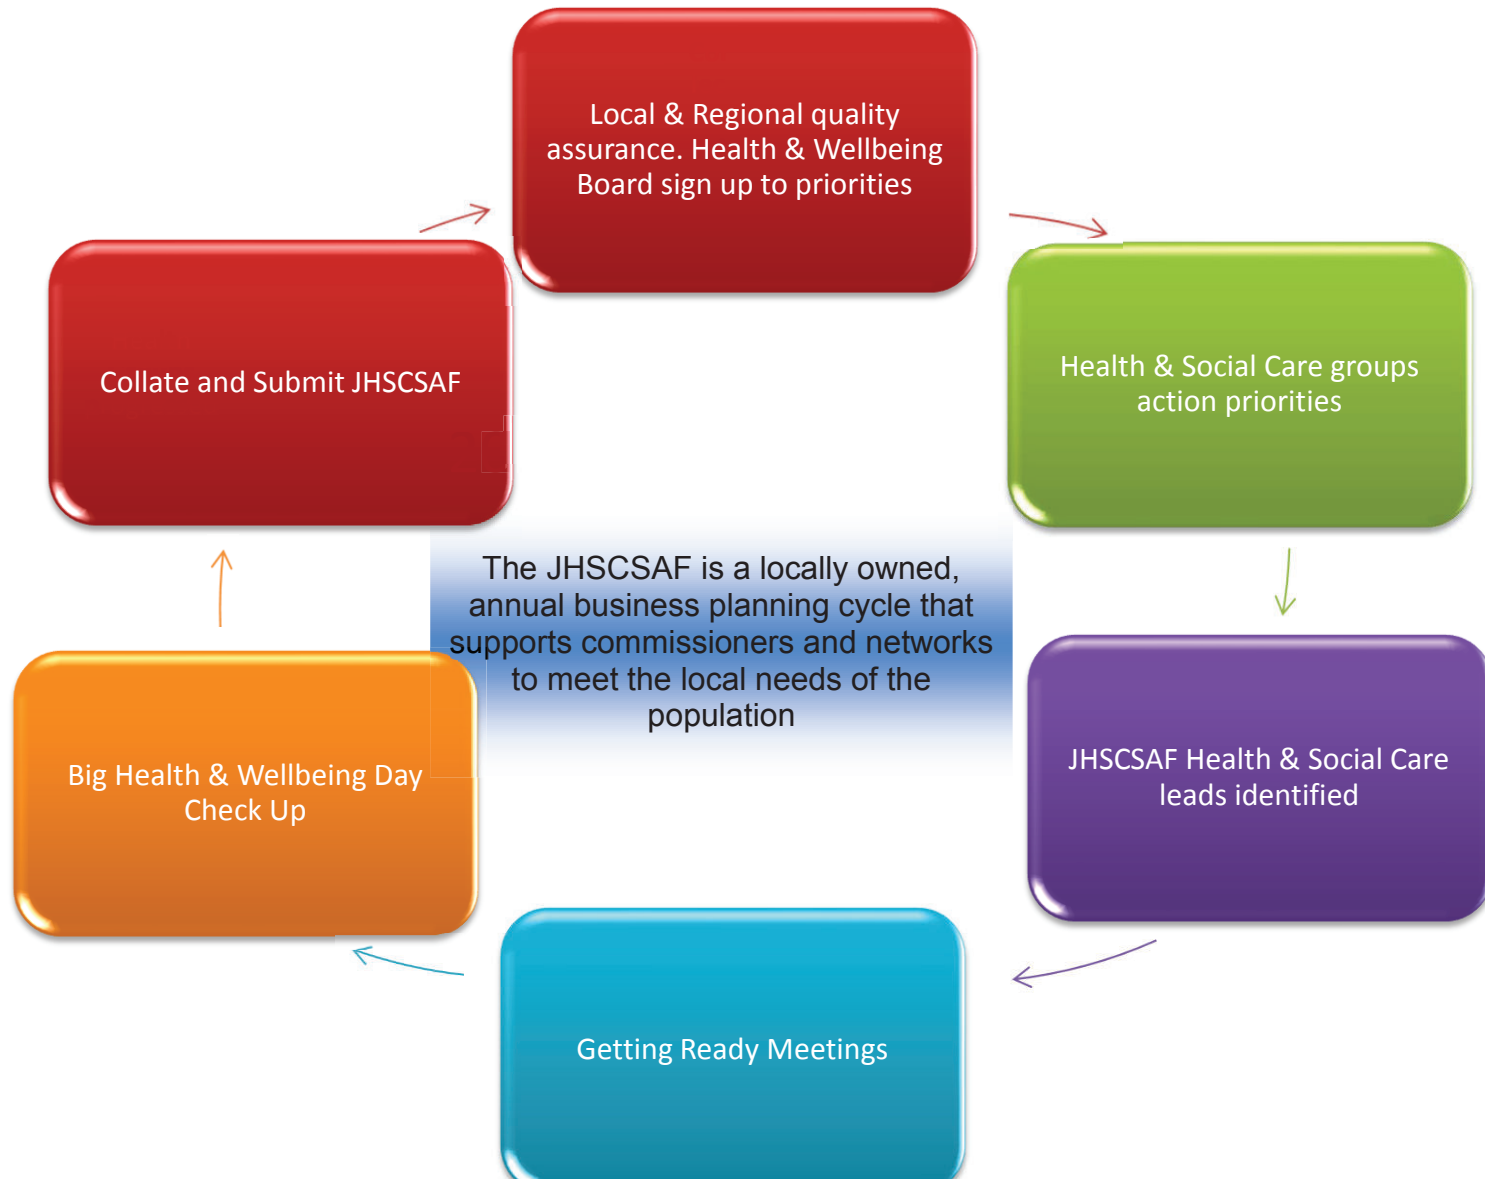 Local & Regional quality
assurance. Health & Wellbeing
Board sign up to priorities
Health & Social Care groups
action priorities
JHSCSAF Health & Social Care
leads identified
Getting Ready Meetings
Big Health & Wellbeing Day
Check Up
Collate and Submit JHSCSAF
The JHSCSAF is a locally owned,
annual business planning cycle that
supports commissioners and networks
to meet the local needs of the
population